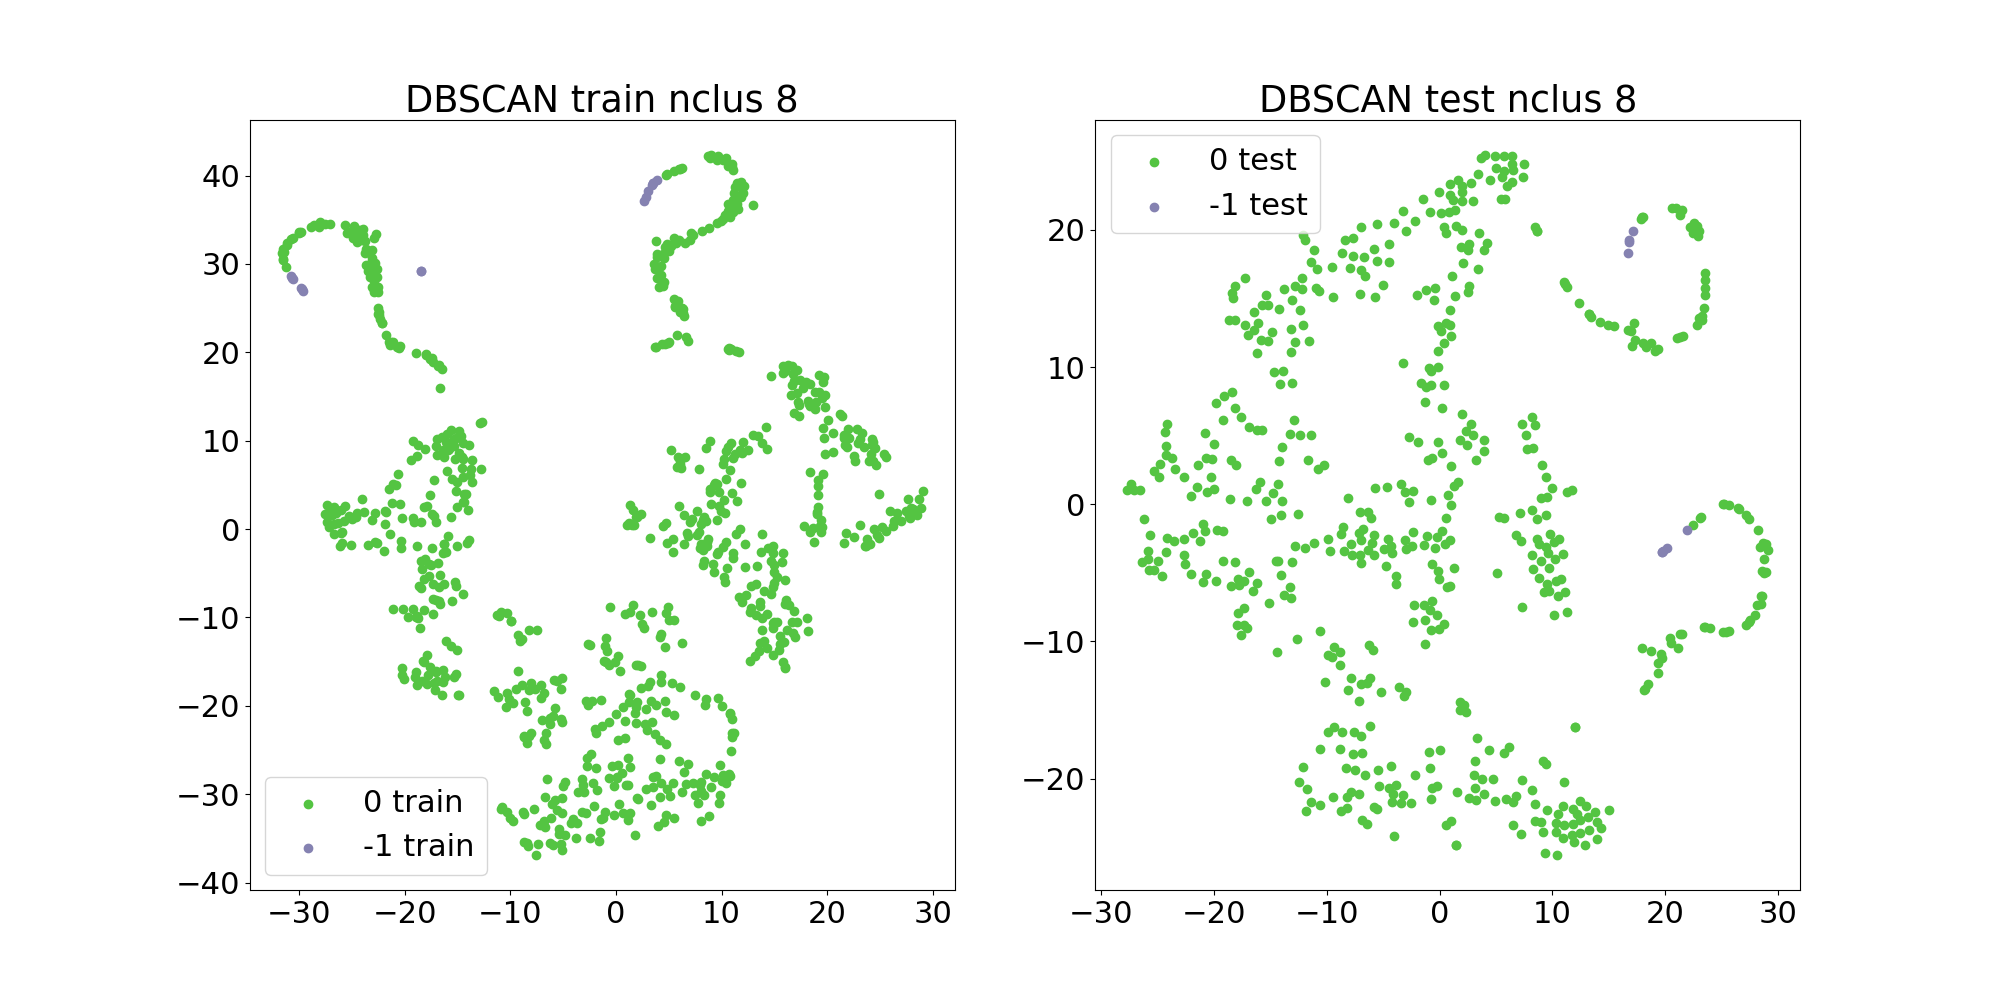 DBSCAN train nclus 8
40
30
20
10
0
−10
−20
−30
−40
−30 −20 −10 0 10 20 30
0 train
-1 train
DBSCAN test nclus 8
0 test
-1 test
20
10
0
−10
−20
−30 −20 −10 0 10 20 30